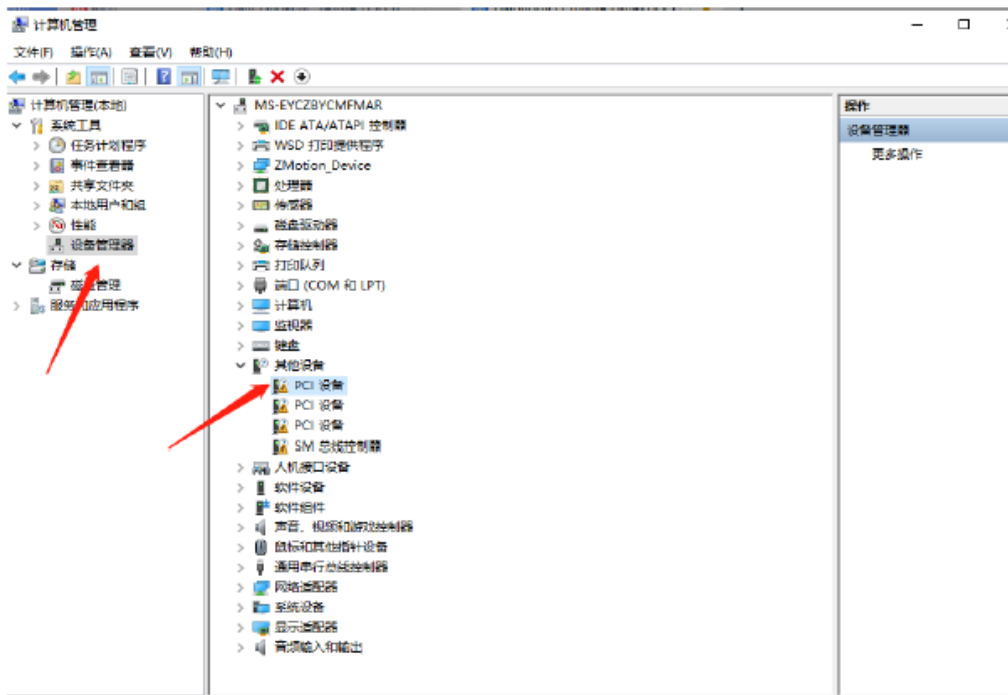 计算机管理
文件(F) 操作(A) 查看(V) 帮助(H)
计算机管理(本地)
系统工具
任务计划程序
事件查看器
共享文件夹
本地用户和组
性能
设备管理器
存储
磁盘管理
服务和应用程序
MS-EYCZBYCMFMAR
IDE ATA/ATAPI 控制器
WSD 打印提供程序
ZMotion_Device
处理器
传感器
磁盘驱动器
存储控制器
打印队列
端口 (COM 和 LPT)
计算机
监视器
键盘
其他设备
PCI 设备
PCI 设备
PCI 设备
SM 总线控制器
人机接口设备
软件设备
软件组件
声音、视频和游戏控制器
鼠标和其他指针设备
通用串行总线控制器
网络适配器
系统设备
显示适配器
音频输入和输出
操作
设备管理器
更多操作